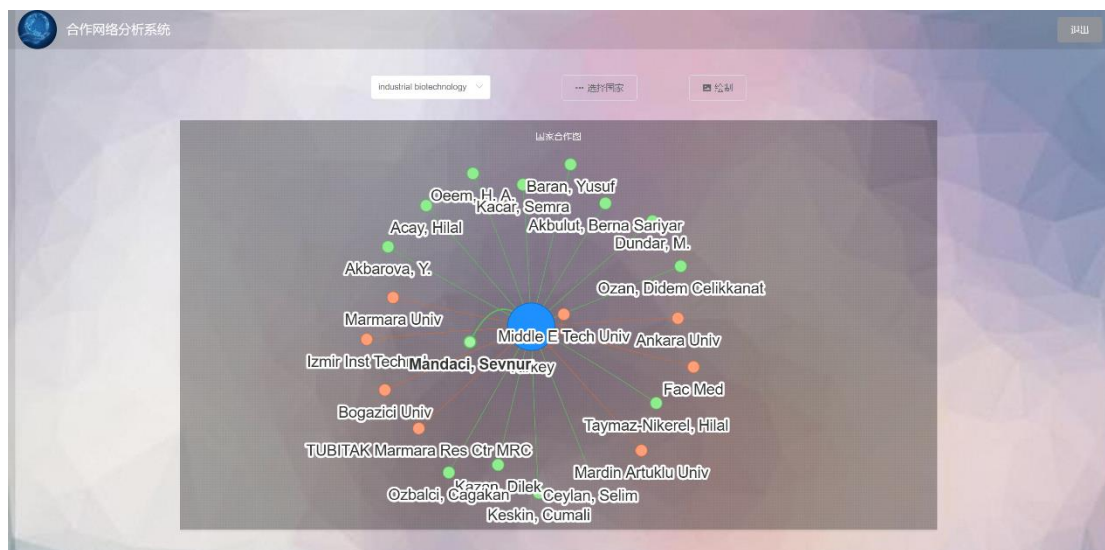 合作网络分析系统
退出
industrial biotechnology
选择国家
绘制
国家合作图
Baran, Yusuf
Oeem, H. A.
Kacar, Semra
Acay, Hilal
Akbulut, Berna Sariyar
Dundar, M.
Akbarova, Y.
Ozan, Didem Celikkanat
Marmara Univ
Middle E Tech Univ
Ankara Univ
Izmir Inst Techn
Mandaci, Sevnur
Fac Med
Bogazici Univ
Taymaz-Nikerel, Hilal
TUBITAK Marmara Res Ctr MRC
Mardin Artuklu Univ
Kazan, Dilek
Ozbalci, Cagakan
Ceylan, Selim
Keskin, Cumali